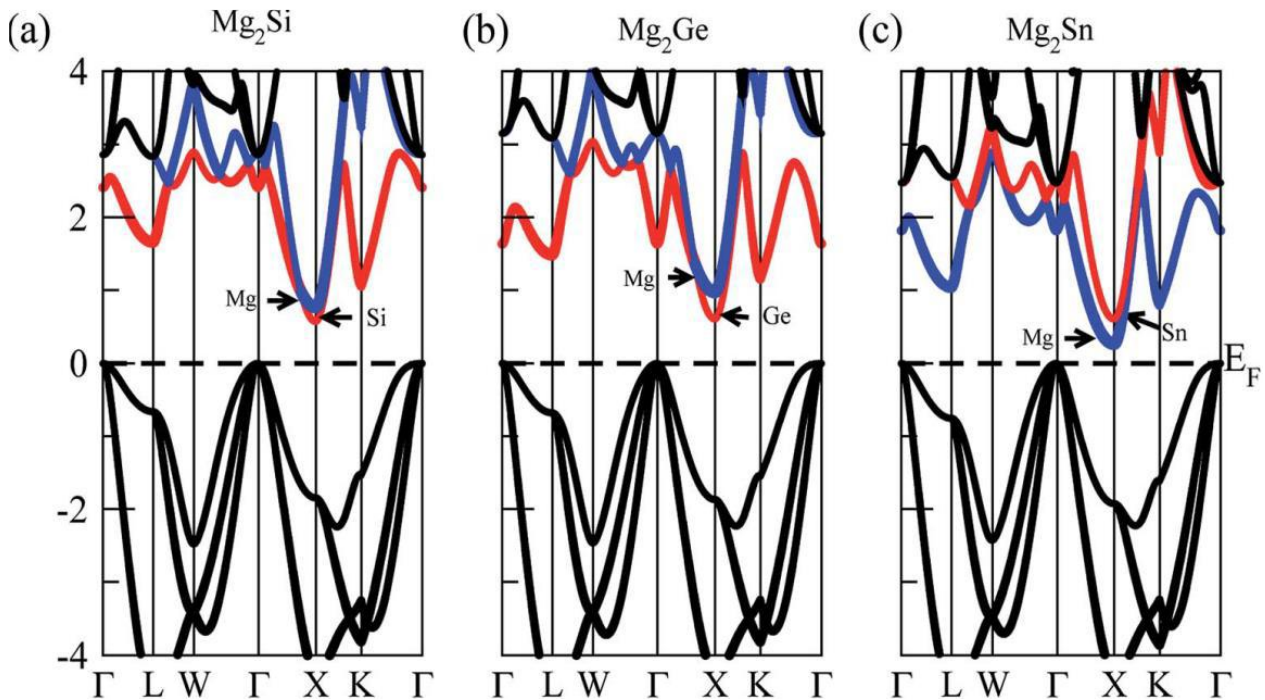 (a) Mg2Si (b) Mg2Ge (c) Mg2Sn
4
2
Mg Si Mg Ge Mg Sn
0 EF
-2
-4
Γ L W Γ X K Γ Γ L W Γ X K Γ Γ L W Γ X K Γ